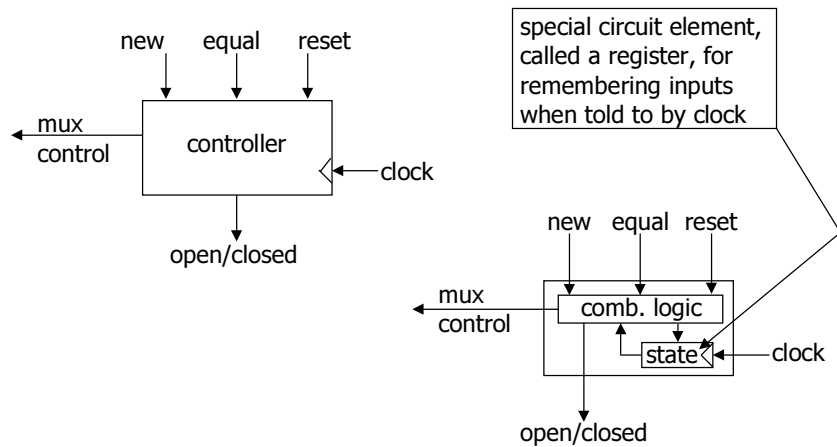 new equal reset
mux
control
controller
clock
open/closed
special circuit element,
called a register, for
remembering inputs
when told to by clock
new equal reset
mux
control
comb. logic
state
clock
open/closed